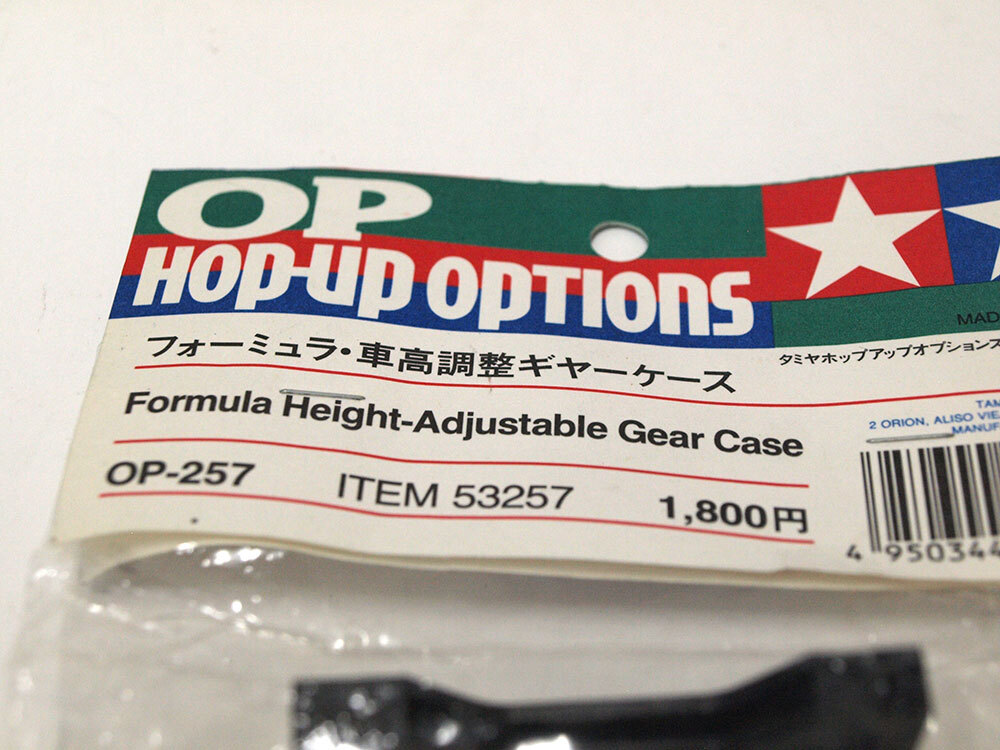 OP
HOP-UP OPTIONS
MAD
タミヤホップアップオプションズ
フォーミュラ・車高調整ギヤーケース
Formula Height-Adjustable Gear Case
TAM
2 ORION, ALISO VIE
MANUF
OP-257 ITEM 53257 1,800円
4 950344